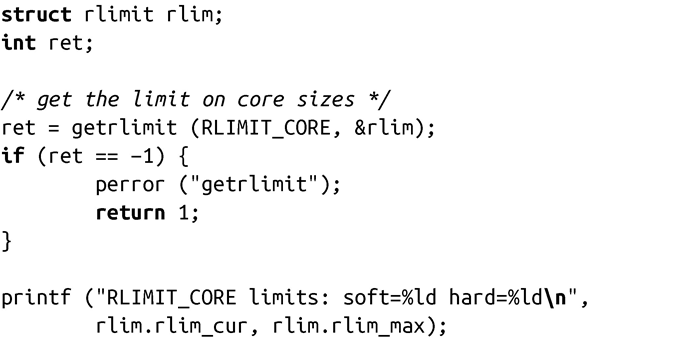 struct rlimit rlim;
int ret;

/* get the limit on core sizes */
ret = getrlimit (RLIMIT_CORE, &rlim);
if (ret == −1) {
        perror ("getrlimit");
        return 1;
}

printf ("RLIMIT_CORE limits: soft=%ld hard=%ld\n",
        rlim.rlim_cur, rlim.rlim_max);